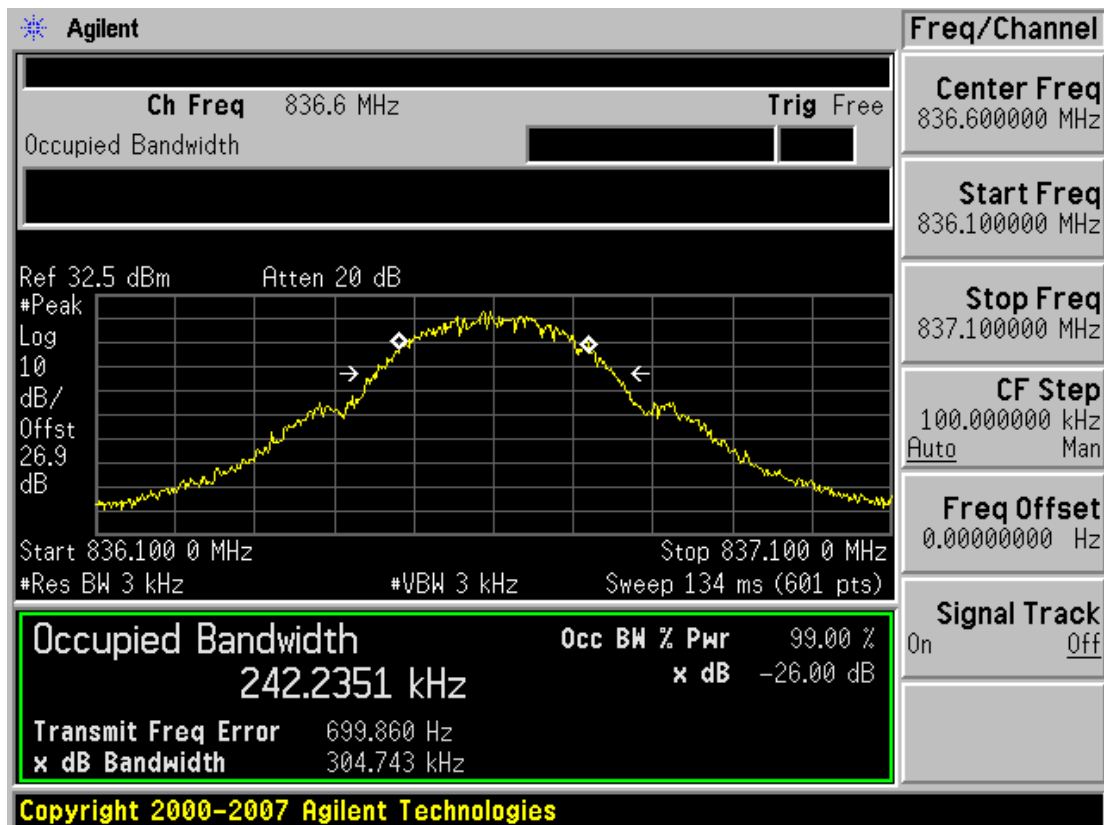 Agilent
Freq/Channel
Ch Freq 836.6 MHz Trig Free
Occupied Bandwidth
Center Freq
836.600000 MHz
Start Freq
836.100000 MHz
Stop Freq
837.100000 MHz
CF Step
100.000000 kHz
Auto Man
Freq Offset
0.00000000 Hz
Signal Track
On Off
Ref 32.5 dBm Atten 20 dB
#Peak
Log
10
dB/
Offst
26.9
dB
Start 836.100 0 MHz Stop 837.100 0 MHz
#Res BW 3 kHz #VBW 3 kHz Sweep 134 ms (601 pts)
Occupied Bandwidth Occ BW % Pwr 99.00 %
242.2351 kHz x dB -26.00 dB
Transmit Freq Error 699.860 Hz
x dB Bandwidth 304.743 kHz
Copyright 2000-2007 Agilent Technologies